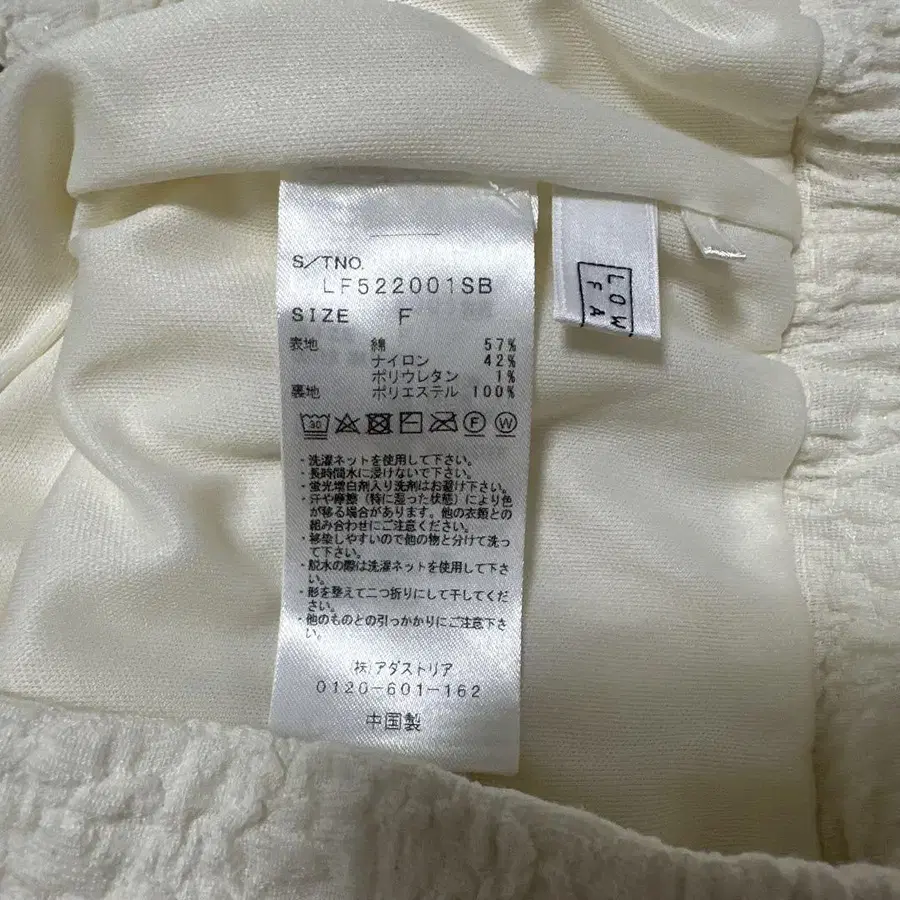 S/TNO.
LF522001SB
SIZE F
表地 綿 57%
ナイロン 42%
ポリウレタン 1%
裏地 ポリエステル 100%
30
F W
・洗濯ネットを使用して下さい。
・長時間水に浸けないで下さい。
・蛍光増白剤入り洗剤はお避け下さい。
・汗や摩擦（特に湿った状態）により色
が移る場合があります。他の衣類との
組み合わせにご注意ください。
・移染しやすいので他の物と分けて洗っ
て下さい。
・脱水の際は洗濯ネットを使用して下さ
い。
・形を整えて二つ折りにして干してくだ
さい。
・他のものとの引っかかりにご注意下さ
い。
(株)アダストリア
0120-601-162
中国製
LOW
FA